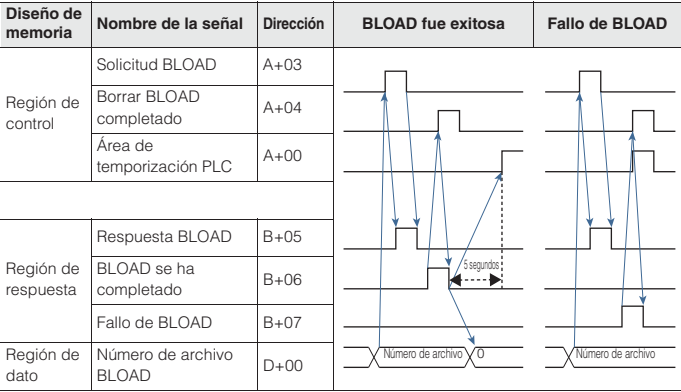 Diseño de memoria
Nombre de la señal
Dirección
BLOAD fue exitosa
Fallo de BLOAD
Región de control
Solicitud BLOAD
A+03
Borrar BLOAD completado
A+04
Área de temporización PLC
A+00
Región de respuesta
Respuesta BLOAD
B+05
BLOAD se ha completado
B+06
5 segundos
Fallo de BLOAD
B+07
Región de dato
Número de archivo BLOAD
D+00
Número de archivo
0
Número de archivo